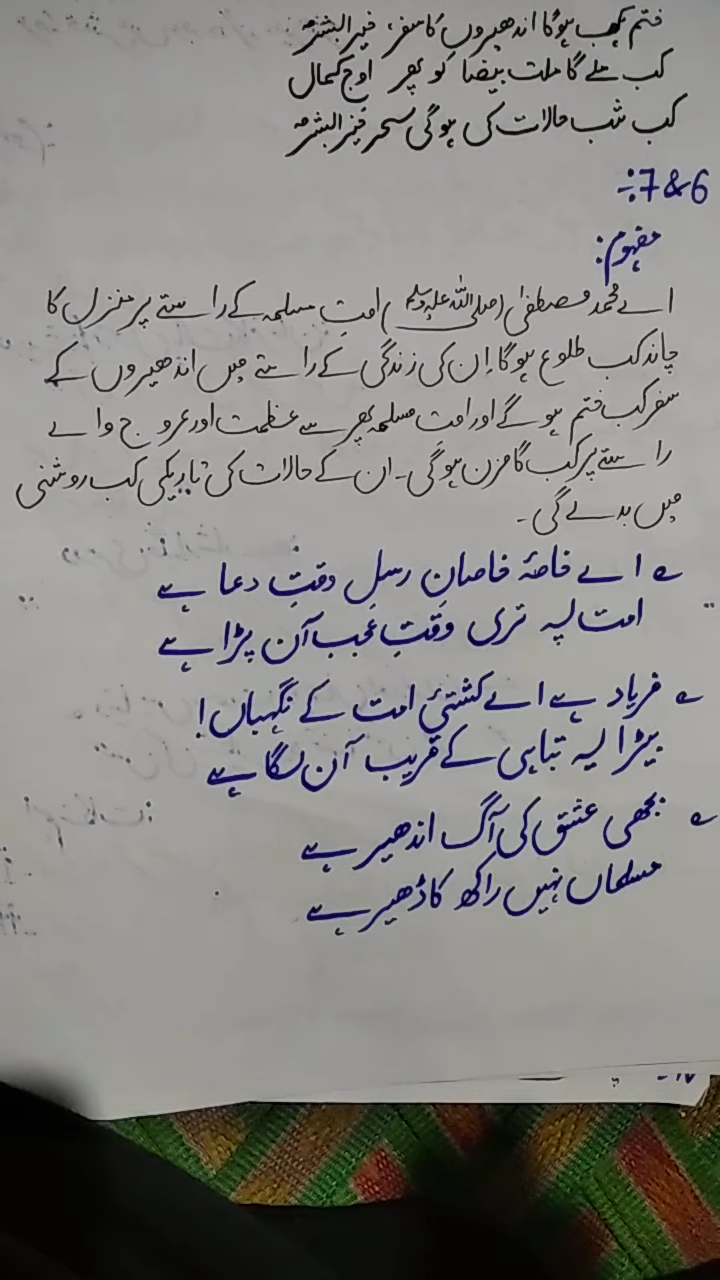 ختم کب ہوگا اندھیروں کا سفر، خیر البشرؐ
کب ملے گا ملت بیضا کو پھر اوج کمال
کب شب حالات کی ہوگی سحر خیر البشرؐ
6&7:-
مفہوم:
اے محمد مصطفیٰ (صلی اللہ علیہ وسلم) امتِ مسلمہ کے راستے پر منزل کا
چاند کب طلوع ہوگا اِن کی زندگی کے راستے میں اندھیروں کے
سفر کب ختم ہو گے اور امتِ مسلمہ پھر سے عظمت اور عروج والے
راستے پر کب گامزن ہوگی۔ ان کے حالات کی تاریکی کب روشنی
میں بدلے گی۔
؎ اے خاصۂ خاصانِ رسل وقتِ دعا ہے
امت پہ تری وقتِ عجب آن پڑا ہے
؎ فریاد ہے اے کشتیٔ امت کے نگہباں!
بیڑا یہ تباہی کے قریب آن لگا ہے
؎ بجھی عشق کی آگ اندھیر ہے
مسلماں نہیں راکھ کا ڈھیر ہے